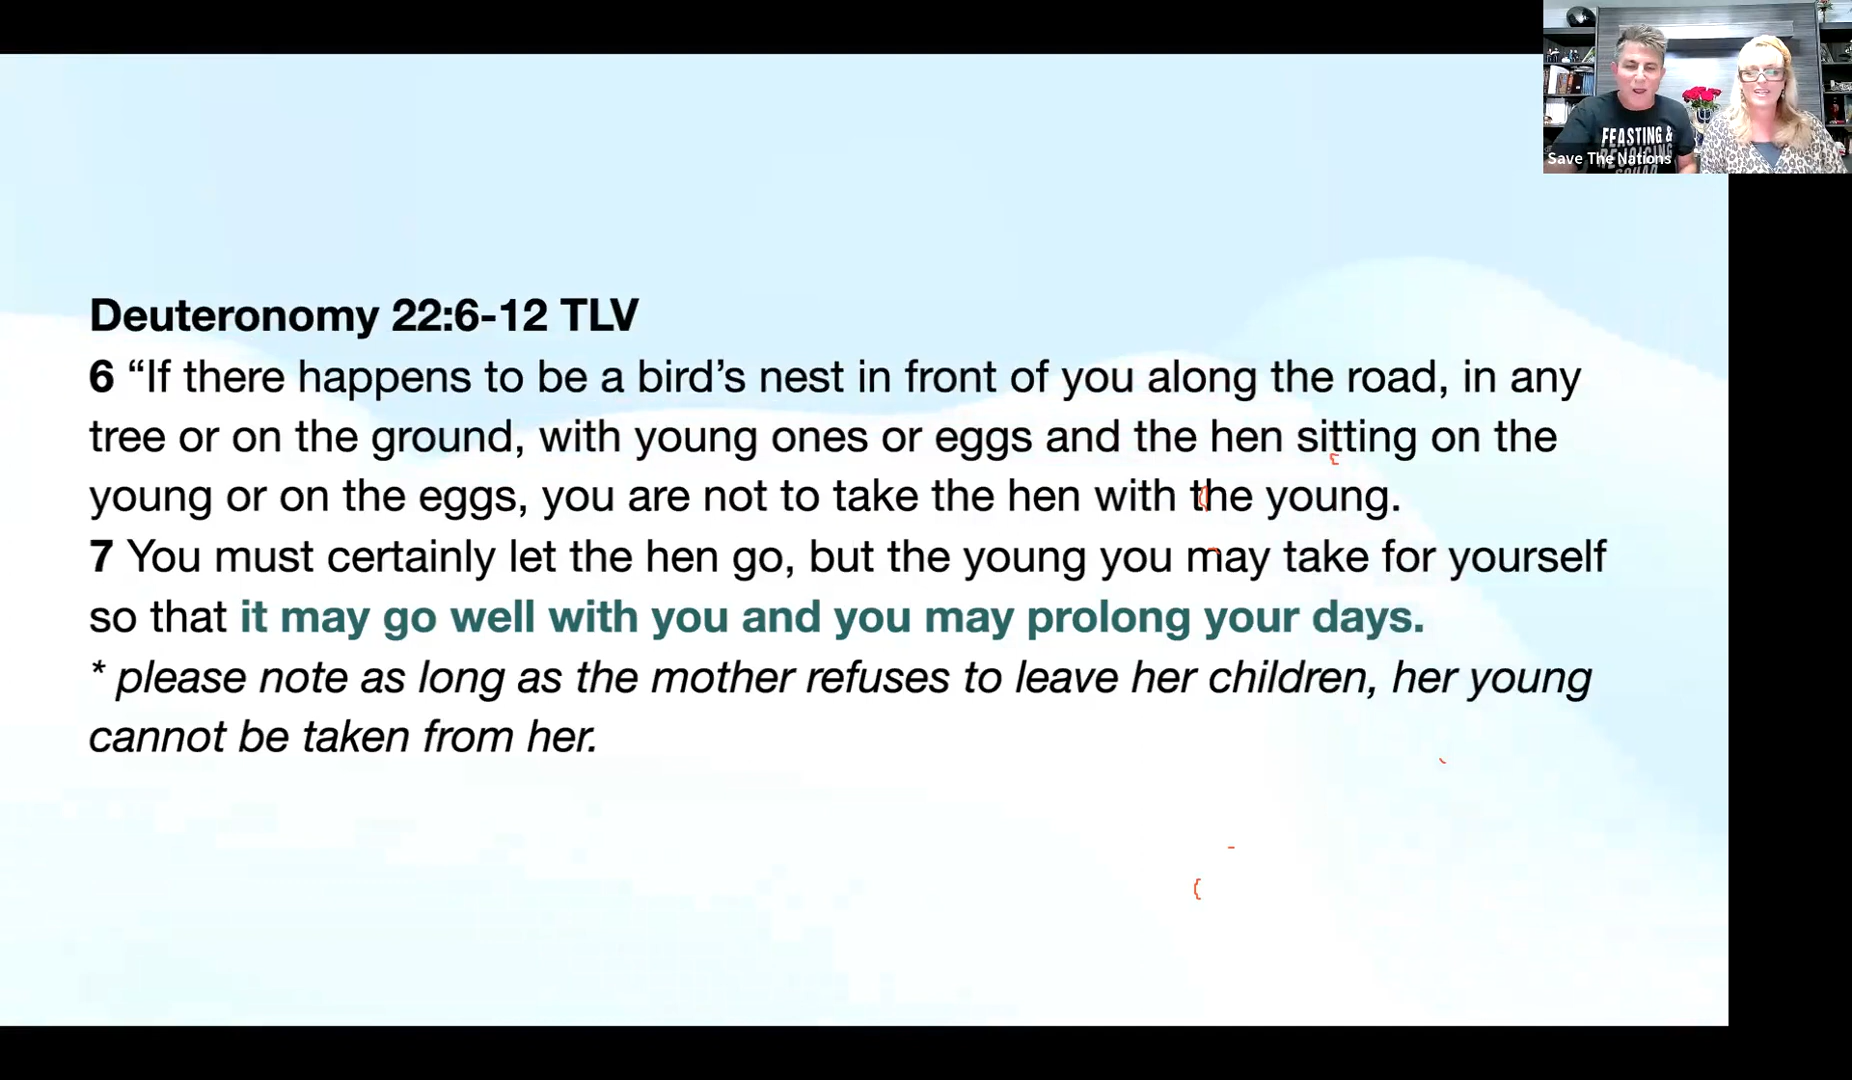 FEASTING &
REJOICING
SQUAD
Save The Nations
Deuteronomy 22:6-12 TLV
6 “If there happens to be a bird’s nest in front of you along the road, in any
tree or on the ground, with young ones or eggs and the hen sitting on the
young or on the eggs, you are not to take the hen with the young.
7 You must certainly let the hen go, but the young you may take for yourself
so that it may go well with you and you may prolong your days.
* please note as long as the mother refuses to leave her children, her young
cannot be taken from her.